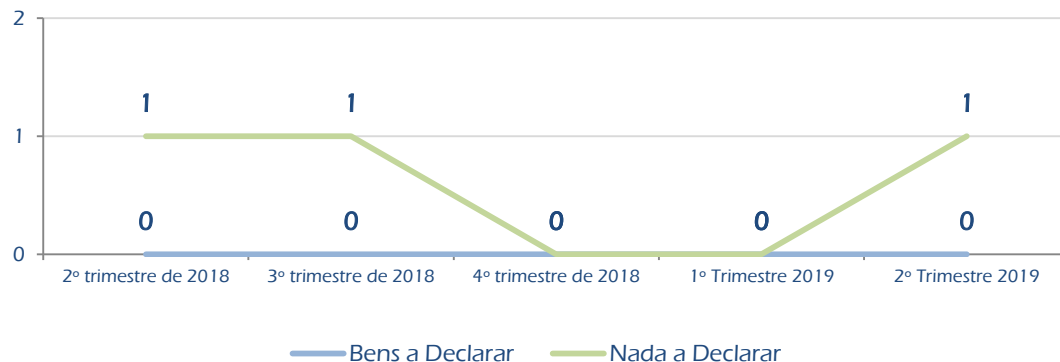 2
1 1 1
1
0 0 0 0 0
0
2º trimestre de 2018 3º trimestre de 2018 4º trimestre de 2018 1º Trimestre 2019 2º Trimestre 2019
Bens a Declarar Nada a Declarar